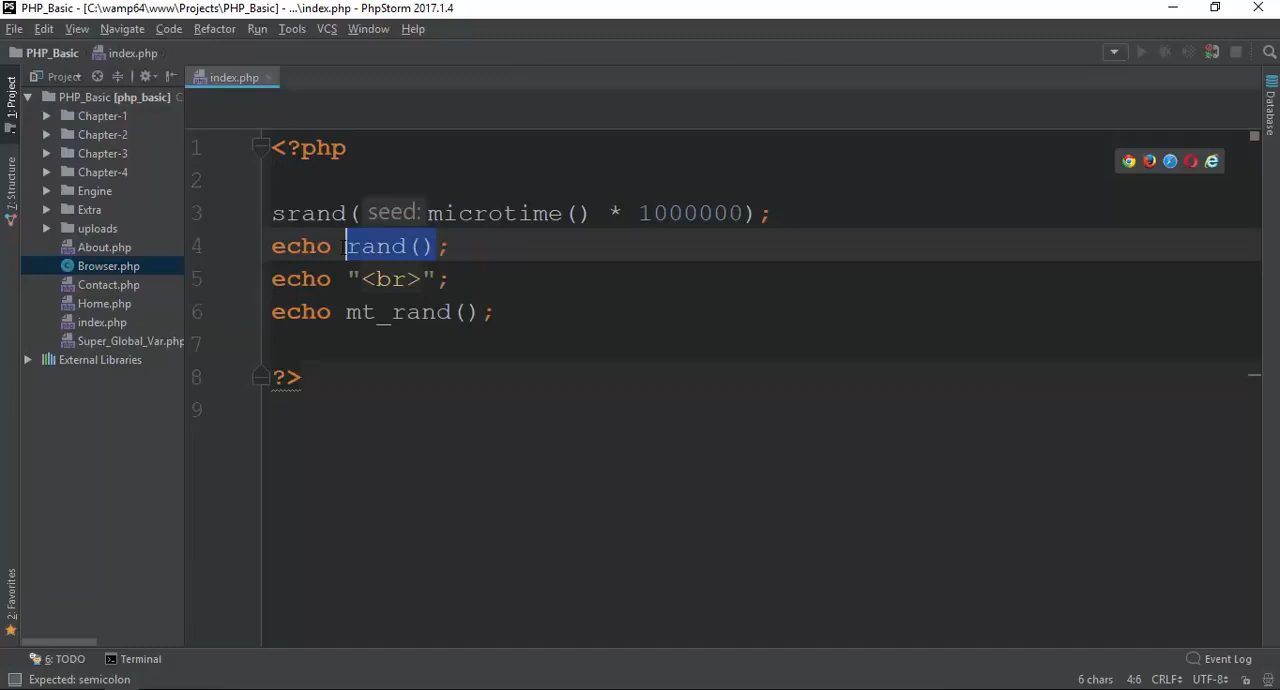 PHP_Basic - [C:\wamp64\www\Projects\PHP_Basic] - ...\index.php - PhpStorm 2017.1.4
File Edit View Navigate Code Refactor Run Tools VCS Window Help
PHP_Basic index.php
Project index.php
1: Project
7: Structure
2: Favorites
Database
PHP_Basic [php_basic] C
Chapter-1
Chapter-2
Chapter-3
Chapter-4
Engine
Extra
uploads
About.php
Browser.php
Contact.php
Home.php
index.php
Super_Global_Var.php
External Libraries
1 <?php
2
3 srand( seed: microtime() * 1000000);
4 echo rand();
5 echo "<br>";
6 echo mt_rand();
7
8 ?>
9
6: TODO Terminal Event Log
Expected: semicolon 6 chars 4:6 CRLF UTF-8